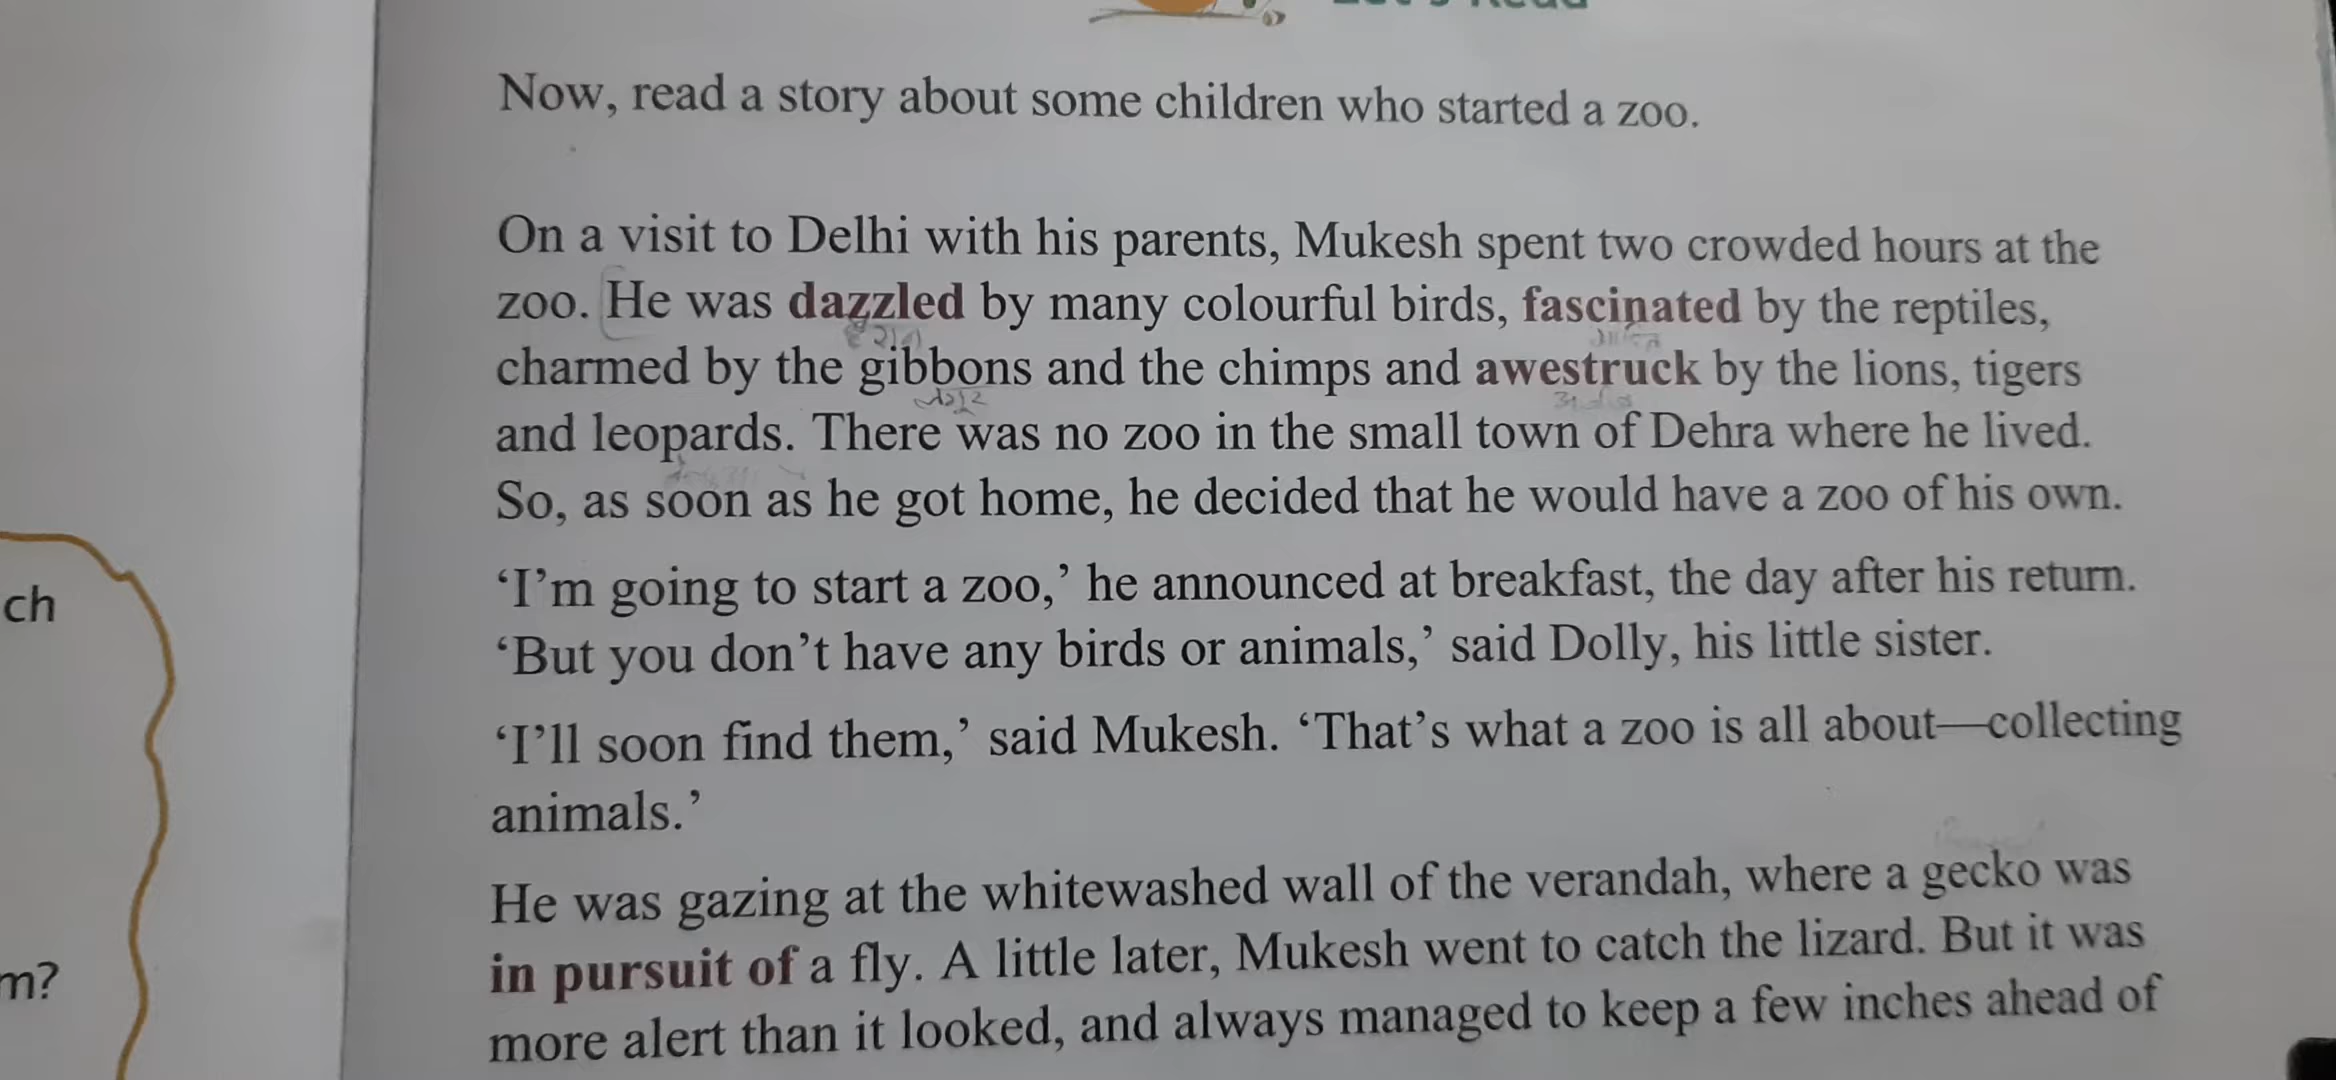 Now, read a story about some children who started a zoo.
On a visit to Delhi with his parents, Mukesh spent two crowded hours at the
zoo. He was dazzled by many colourful birds, fascinated by the reptiles,
charmed by the gibbons and the chimps and awestruck by the lions, tigers
and leopards. There was no zoo in the small town of Dehra where he lived.
So, as soon as he got home, he decided that he would have a zoo of his own.
‘I’m going to start a zoo,’ he announced at breakfast, the day after his return.
‘But you don’t have any birds or animals,’ said Dolly, his little sister.
‘I’ll soon find them,’ said Mukesh. ‘That’s what a zoo is all about—collecting
animals.’
He was gazing at the whitewashed wall of the verandah, where a gecko was
in pursuit of a fly. A little later, Mukesh went to catch the lizard. But it was
more alert than it looked, and always managed to keep a few inches ahead of
ch
m?